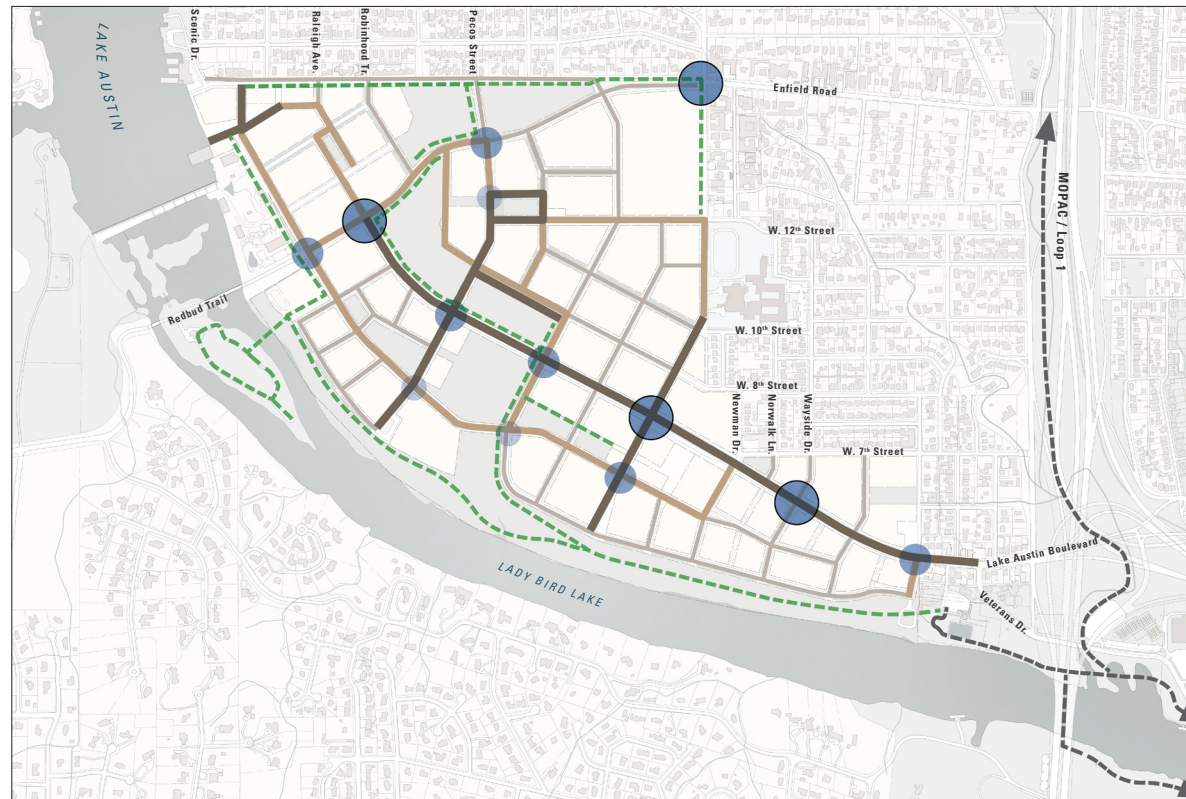 LAKE AUSTIN
Scenic Dr.
Raleigh Ave.
Robinhood Tr.
Pecos Street
Enfield Road
MOPAC / Loop 1
W. 12th Street
Redbud Trail
W. 10th Street
W. 8th Street
Newman Dr.
Norwalk Ln.
Wayside Dr.
W. 7th Street
Lake Austin Boulevard
LADY BIRD LAKE
Veterans Dr.